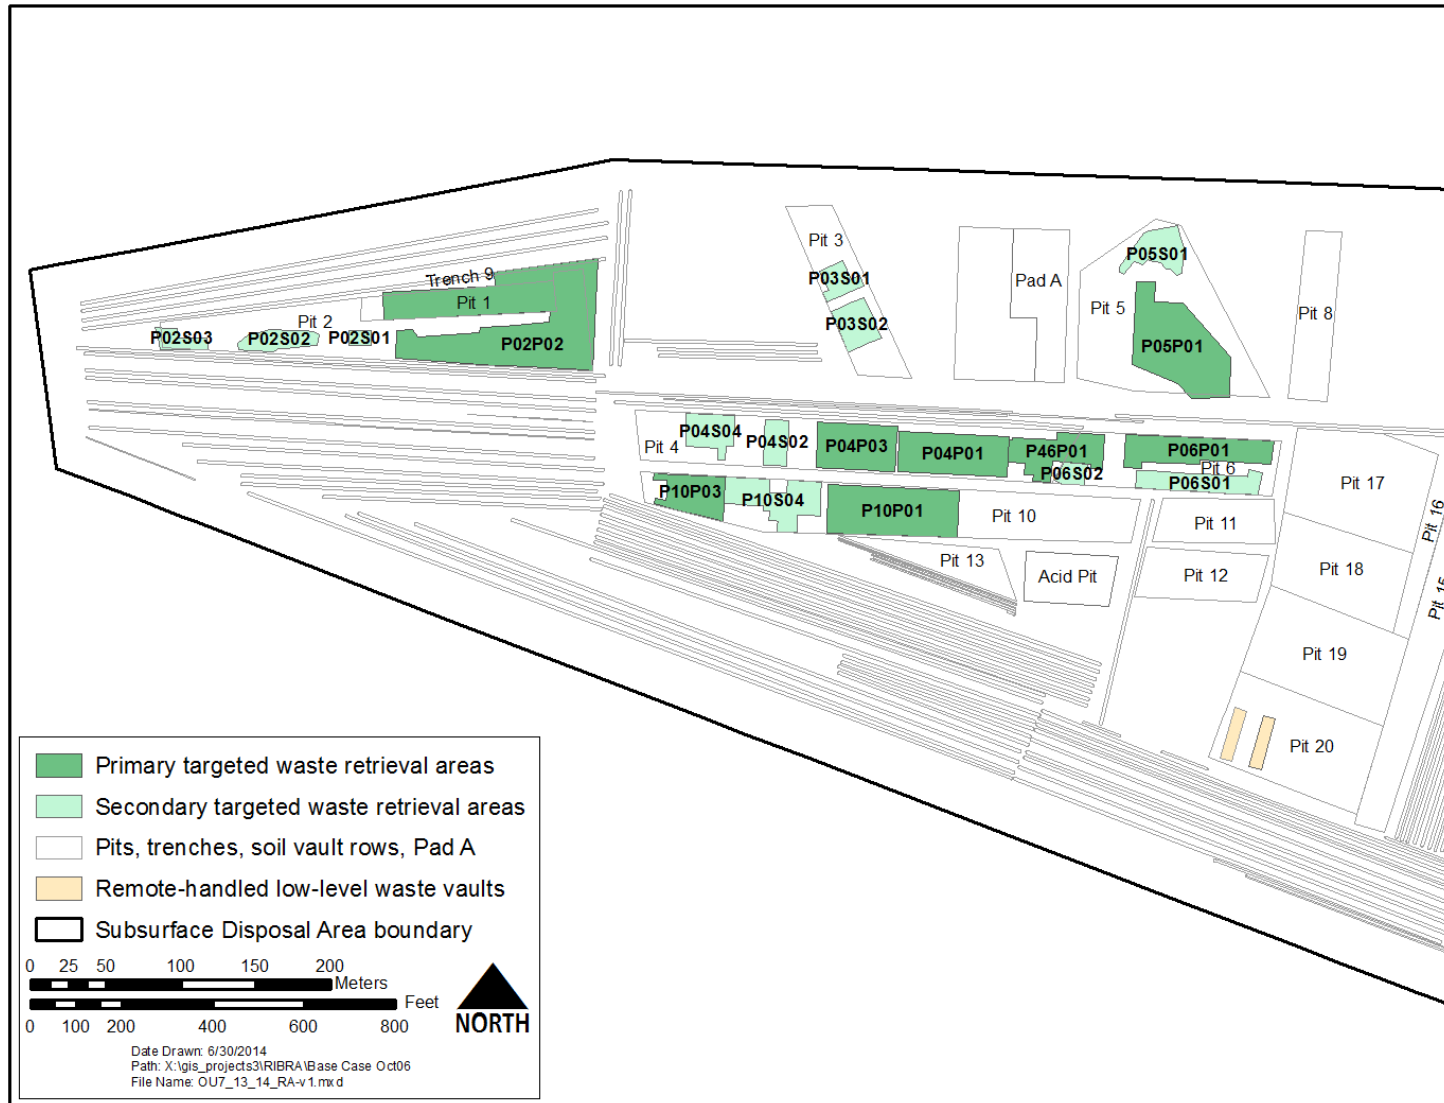 Pit 3
P05S01
P03S01
Trench 9
Pad A
Pit 1
Pit 5
Pit 8
P03S02
Pit 2
P02S03
P02S02
P02S01
P02P02
P05P01
P04S04
P04S02
Pit 4
P04P03
P04P01
P46P01
P06S02
P06P01
Pit 6
P06S01
Pit 17
P10P03
P10S04
P10P01
Pit 10
Pit 11
Pit 16
Pit 13
Acid Pit
Pit 12
Pit 18
Pit 15
Pit 19
Pit 20
Primary targeted waste retrieval areas
Secondary targeted waste retrieval areas
Pits, trenches, soil vault rows, Pad A
Remote-handled low-level waste vaults
Subsurface Disposal Area boundary
0 25 50 100 150 200
Meters
Feet
0 100 200 400 600 800
NORTH
Date Drawn: 6/30/2014
Path: X:\gis_projects3\RIBRA\Base Case Oct06
File Name: OU7_13_14_RA-v1.mxd